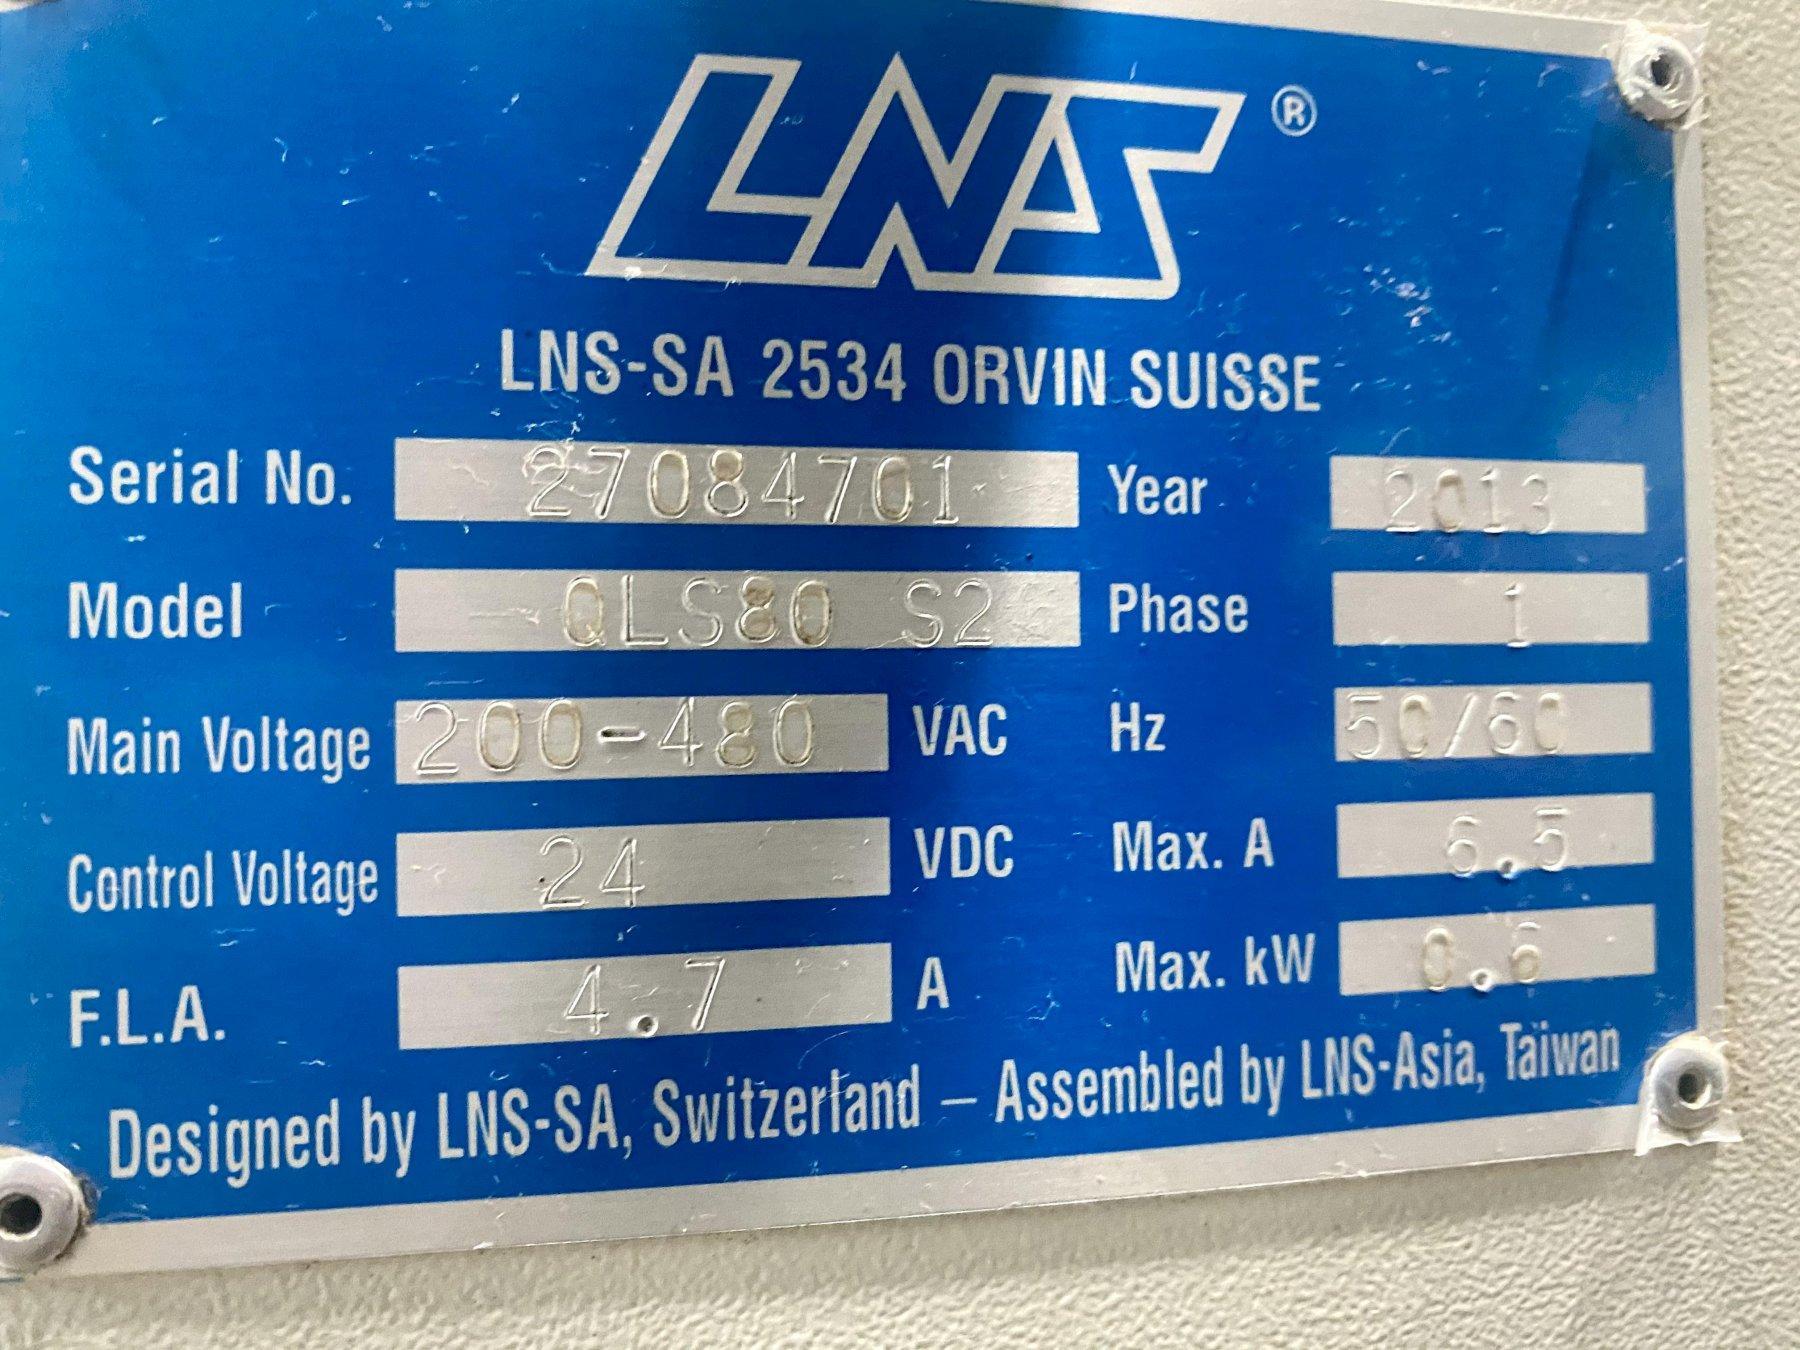 LNS®
LNS-SA 2534 ORVIN SUISSE
Serial No. 27084701 Year 2013
Model QLS80 S2 Phase 1
Main Voltage 200-480 VAC Hz 50/60
Control Voltage 24 VDC Max. A 6.5
F.L.A. 4.7 A Max. kW 0.6
Designed by LNS-SA, Switzerland – Assembled by LNS-Asia, Taiwan